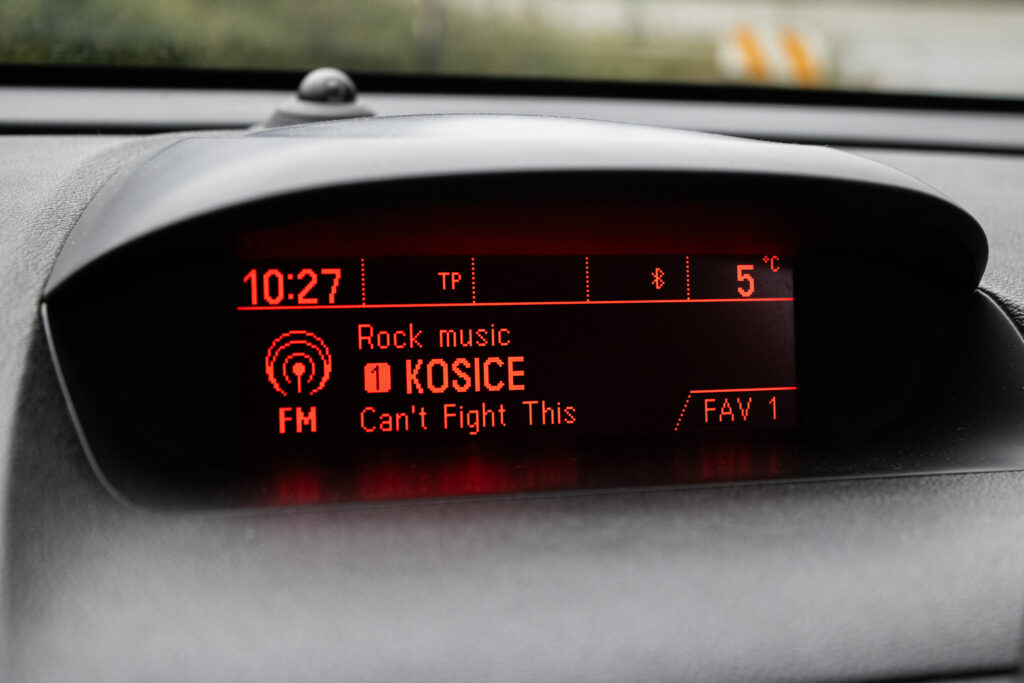 10:27 TP 5 °C
Rock music
1 KOSICE
FM Can't Fight This
FAV 1